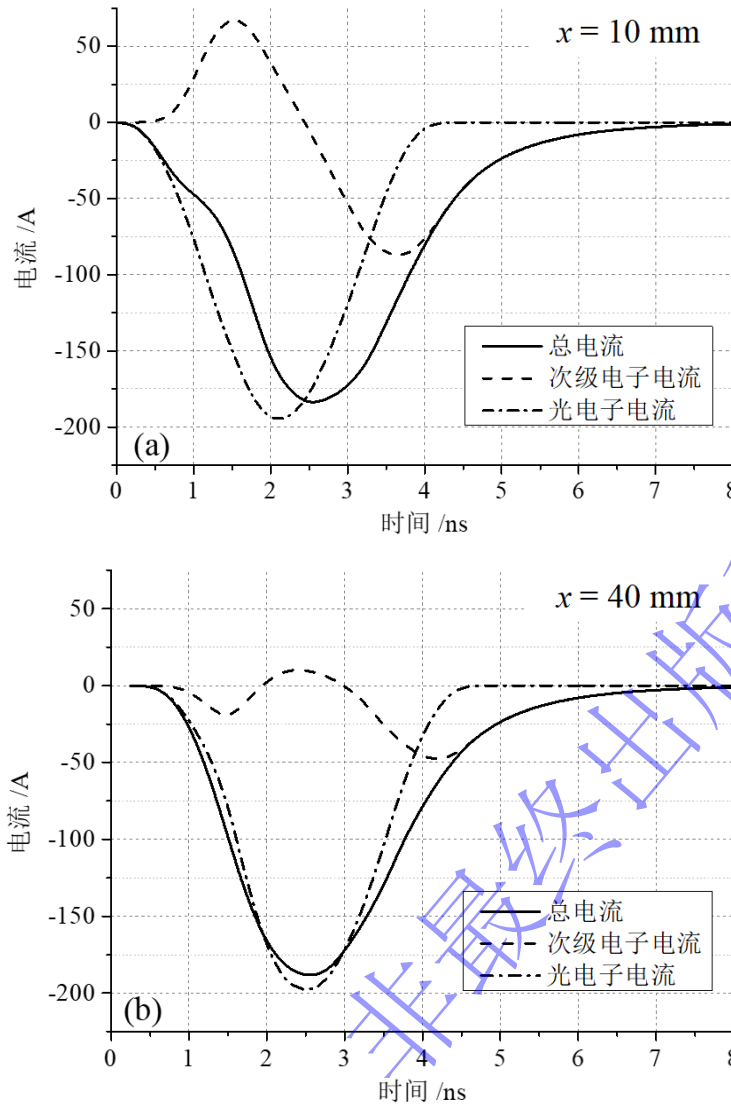 x = 10 mm
50
0
-50
-100
-150
-200
电流 /A
总电流
次级电子电流
光电子电流
(a)
0 1 2 3 4 5 6 7 8
时间 /ns
x = 40 mm
50
0
-50
-100
-150
-200
电流 /A
总电流
次级电子电流
光电子电流
(b)
0 1 2 3 4 5 6 7 8
时间 /ns
非最终出版